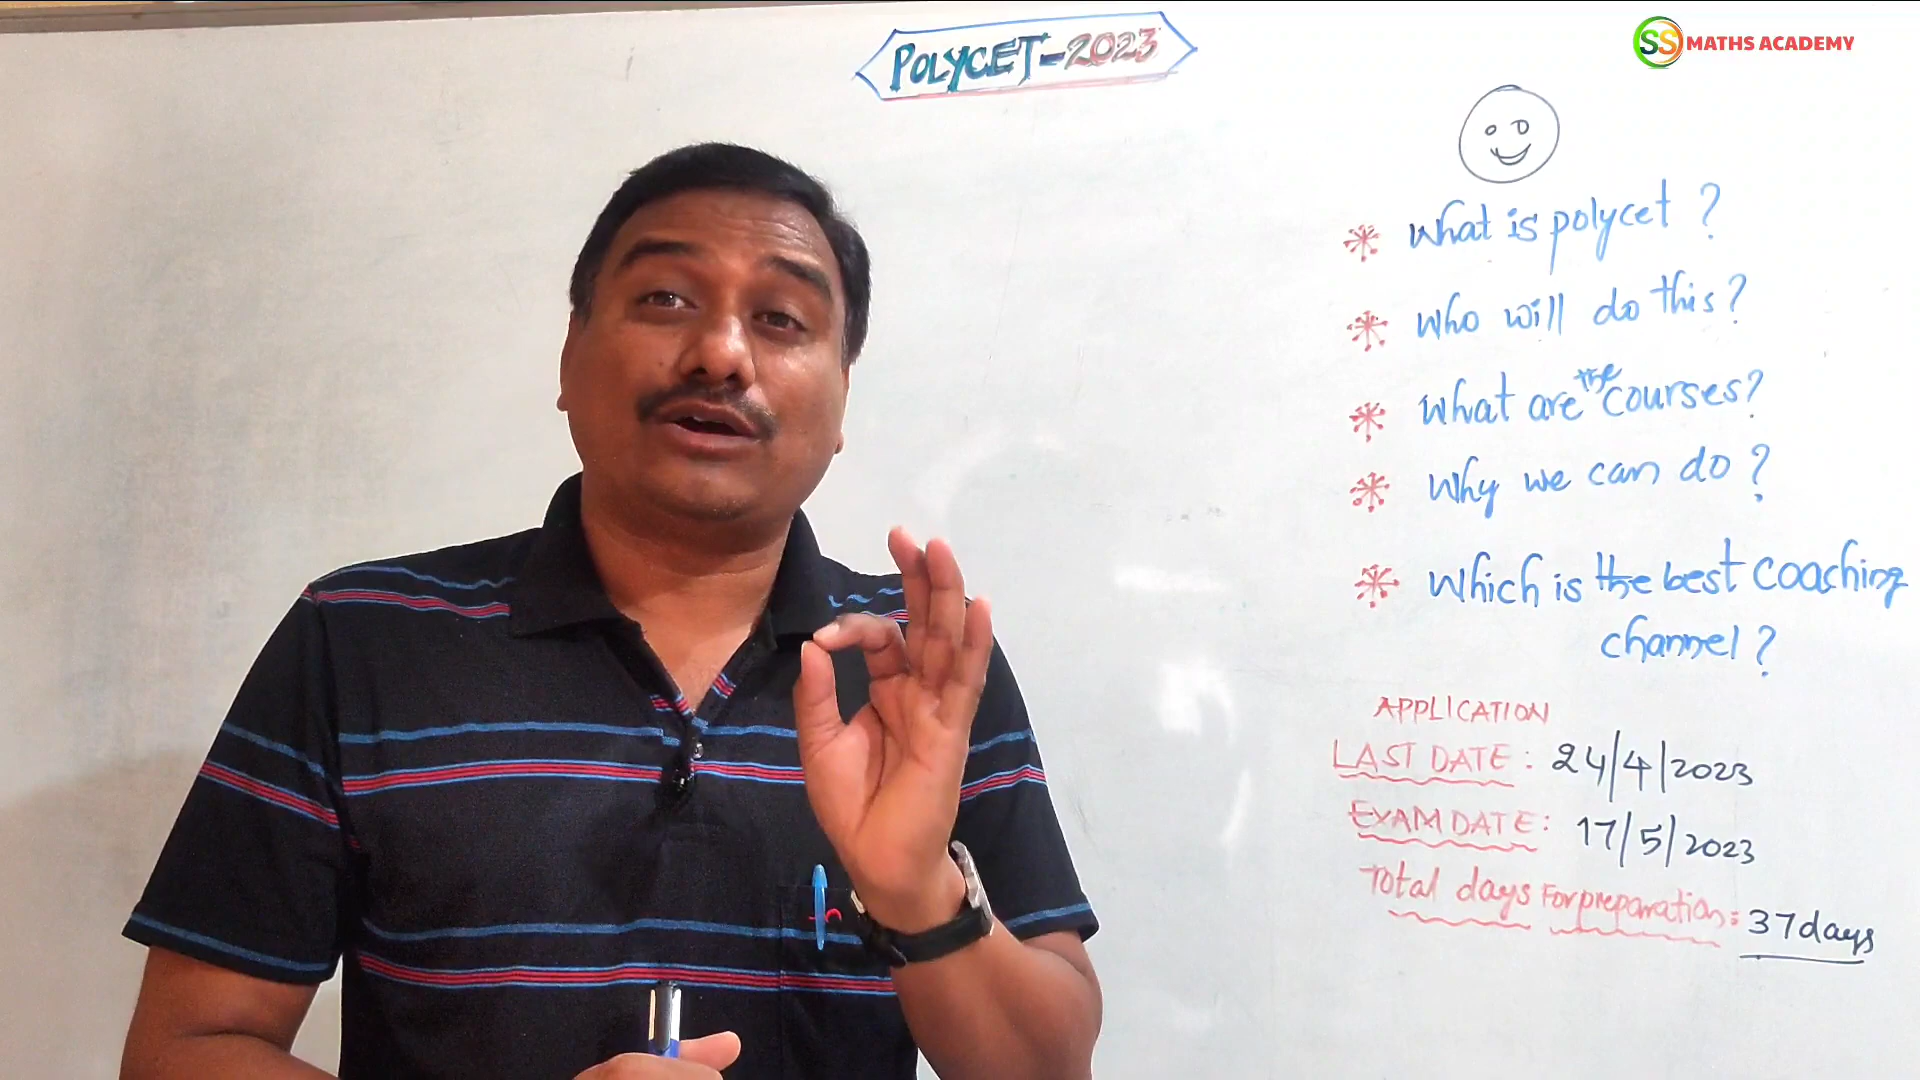 POLYCET-2023
SS MATHS ACADEMY
What is polycet ?
Who will do this?
What are the courses?
Why we can do ?
Which is the best coaching
channel ?
APPLICATION
LAST DATE : 24/4/2023
EXAM DATE : 17/5/2023
Total days For preparation : 37 days